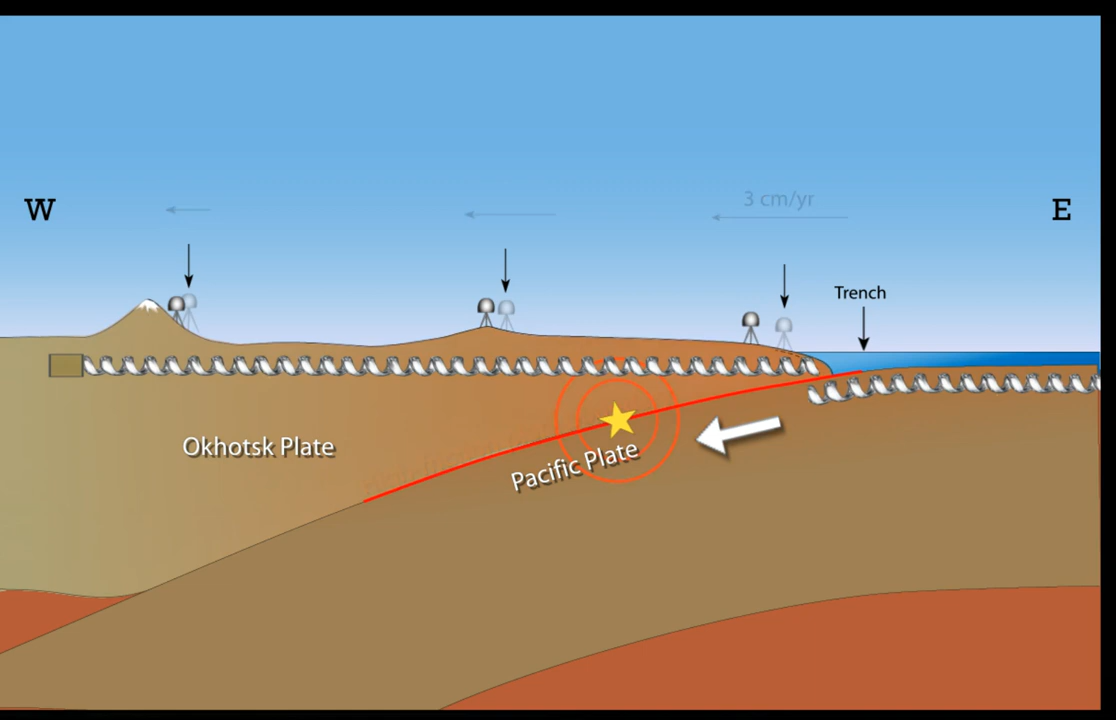 3 cm/yr
W
E
Trench
Okhotsk Plate
Pacific Plate